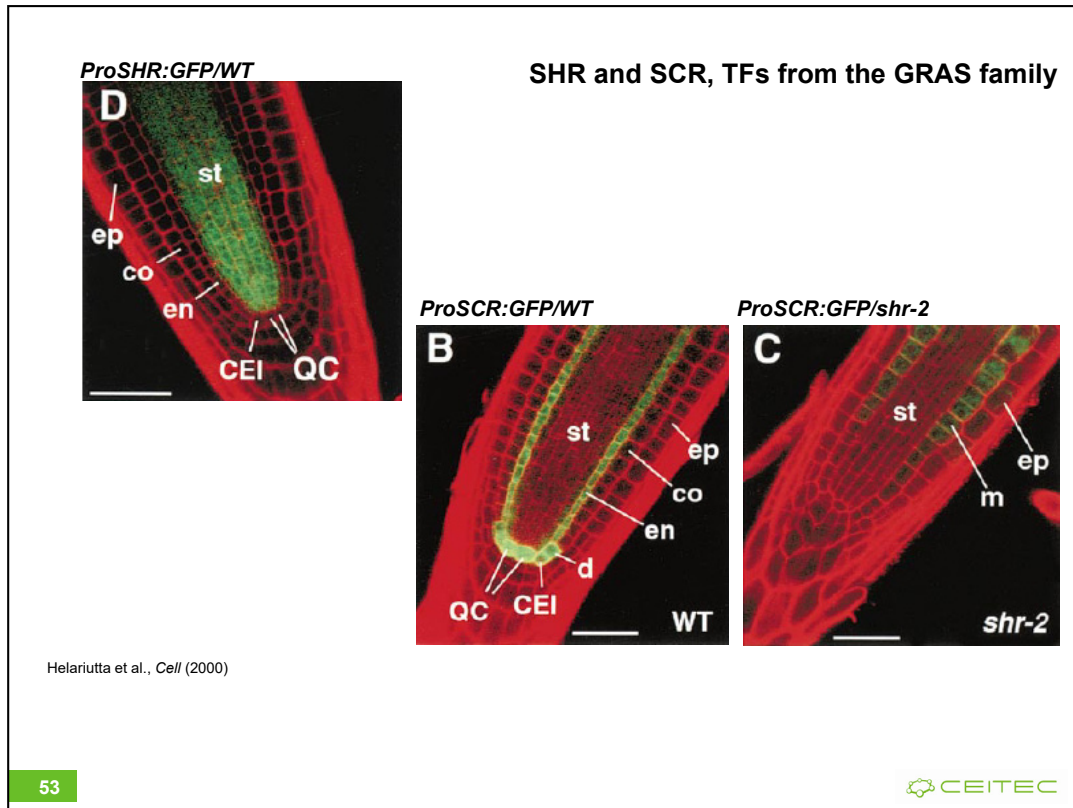 ProSHR:GFP/WT
SHR and SCR, TFs from the GRAS family
D
st
ep
co
en
CEI QC
ProSCR:GFP/WT
ProSCR:GFP/shr-2
B
st
ep
co
en
d
QC CEI
WT
C
st
ep
m
shr-2
Helariutta et al., Cell (2000)
53
CEITEC